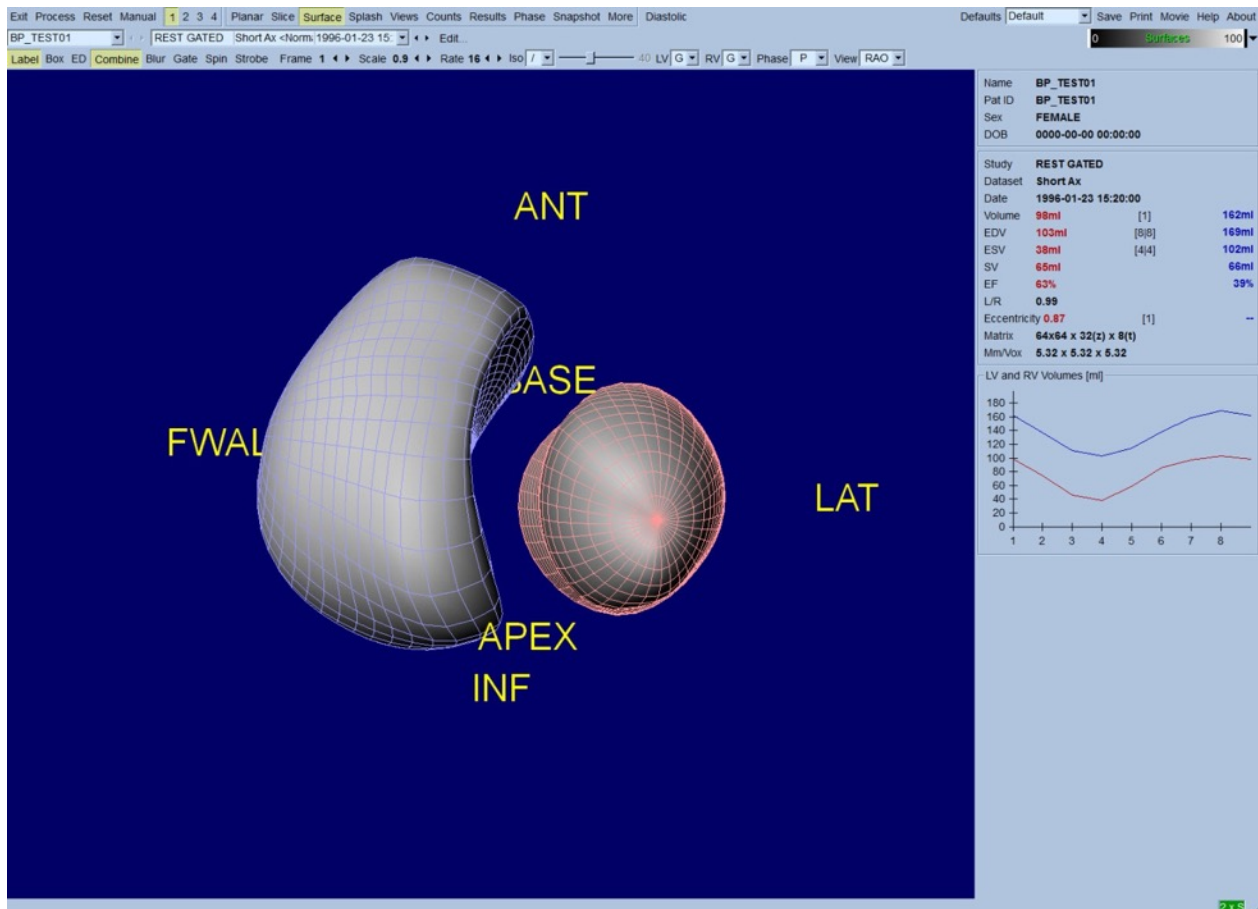 Exit Process Reset Manual 1 2 3 4 Planar Slice Surface Splash Views Counts Results Phase Snapshot More Diastolic Defaults Default Save Print Movie Help About
BP_TEST01 REST GATED Short Ax <Norm. 1996-01-23 15: Edit... 0 Surfaces 100
Label Box ED Combine Blur Gate Spin Strobe Frame 1 Scale 0.9 Rate 16 Iso / 40 LV G RV G Phase P View RAO
ANT
BASE
FWAL
LAT
APEX
INF
Name BP_TEST01
Pat ID BP_TEST01
Sex FEMALE
DOB 0000-00-00 00:00:00
Study REST GATED
Dataset Short Ax
Date 1996-01-23 15:20:00
Volume 98ml [1] 162ml
EDV 103ml [8|8] 169ml
ESV 38ml [4|4] 102ml
SV 65ml 66ml
EF 63% 39%
L/R 0.99
Eccentricity 0.87 [1] --
Matrix 64x64 x 32(z) x 8(t)
Mm/Vox 5.32 x 5.32 x 5.32
LV and RV Volumes [ml]
180
160
140
120
100
80
60
40
20
0
1 2 3 4 5 6 7 8
2 x S